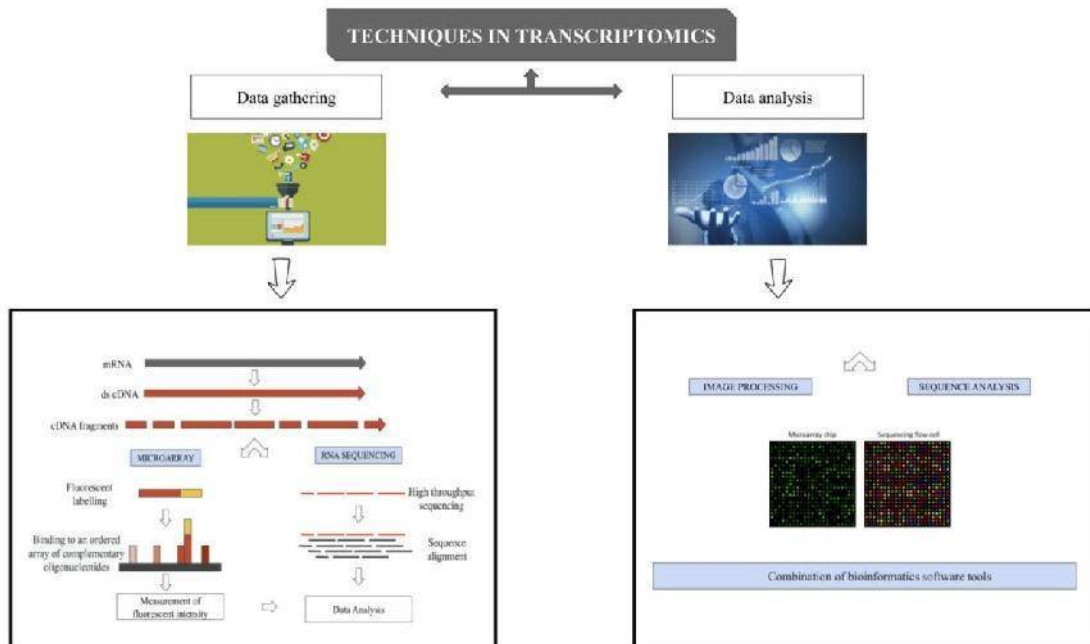 TECHNIQUES IN TRANSCRIPTOMICS
Data gathering
Data analysis
mRNA
ds cDNA
cDNA fragments
MICROARRAY
RNA SEQUENCING
Fluorescent
labelling
High throughput
sequencing
Binding to an ordered
array of complementary
oligonucleotides
Sequence
alignment
Measurement of
fluorescent intensity
Data Analysis
IMAGE PROCESSING
SEQUENCE ANALYSIS
Microarray chip
Sequencing flow cell
Combination of bioinformatics software tools